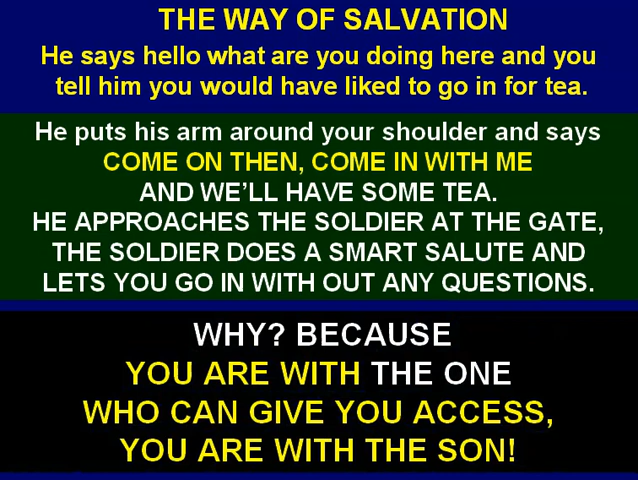 THE WAY OF SALVATION
He says hello what are you doing here and you
tell him you would have liked to go in for tea.
He puts his arm around your shoulder and says
COME ON THEN, COME IN WITH ME
AND WE'LL HAVE SOME TEA.
HE APPROACHES THE SOLDIER AT THE GATE,
THE SOLDIER DOES A SMART SALUTE AND
LETS YOU GO IN WITH OUT ANY QUESTIONS.
WHY? BECAUSE
YOU ARE WITH THE ONE
WHO CAN GIVE YOU ACCESS,
YOU ARE WITH THE SON!